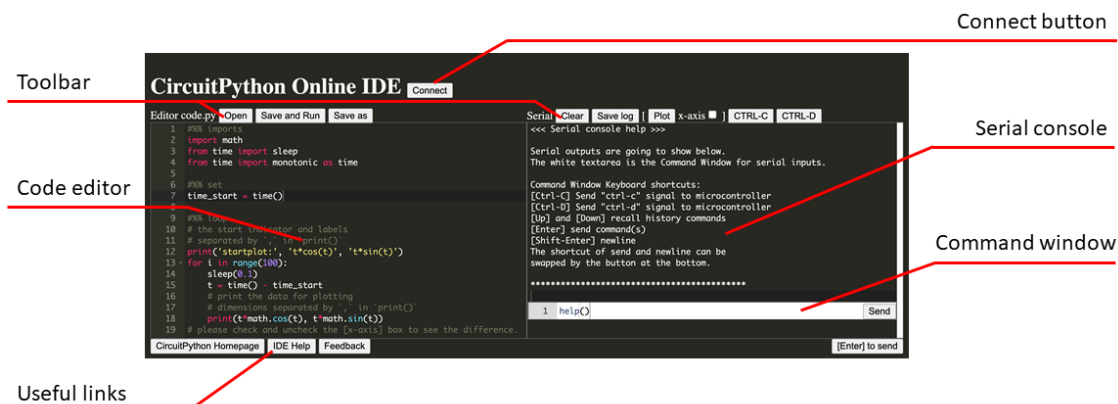 Connect button
Toolbar
CircuitPython Online IDE Connect
Editor code.py Open Save and Run Save as
1 #%% imports
2 import math
3 from time import sleep
4 from time import monotonic as time
5
6 #%% set
7 time_start = time()
8
9 #%% loop
10 # the start indicator and labels
11 # separated by `,` in `print()`
12 print('startplot:', 't*cos(t)', 't*sin(t)')
13 for i in range(100):
14 sleep(0.1)
15 t = time() - time_start
16 # print the data for plotting
17 # dimensions separated by `,` in `print()`
18 print(t*math.cos(t), t*math.sin(t))
19 # please check and uncheck the [x-axis] box to see the difference.
Serial Clear Save log [ Plot x-axis ] CTRL-C CTRL-D
<<< Serial console help >>>
Serial outputs are going to show below.
The white textarea is the Command Window for serial inputs.
Command Window Keyboard shortcuts:
[Ctrl-C] Send "ctrl-c" signal to microcontroller
[Ctrl-D] Send "ctrl-d" signal to microcontroller
[Up] and [Down] recall history commands
[Enter] send command(s)
[Shift-Enter] newline
The shortcut of send and newline can be
swapped by the button at the bottom.
********************************************
1 help() Send
CircuitPython Homepage IDE Help Feedback [Enter] to send
Serial console
Code editor
Command window
Useful links